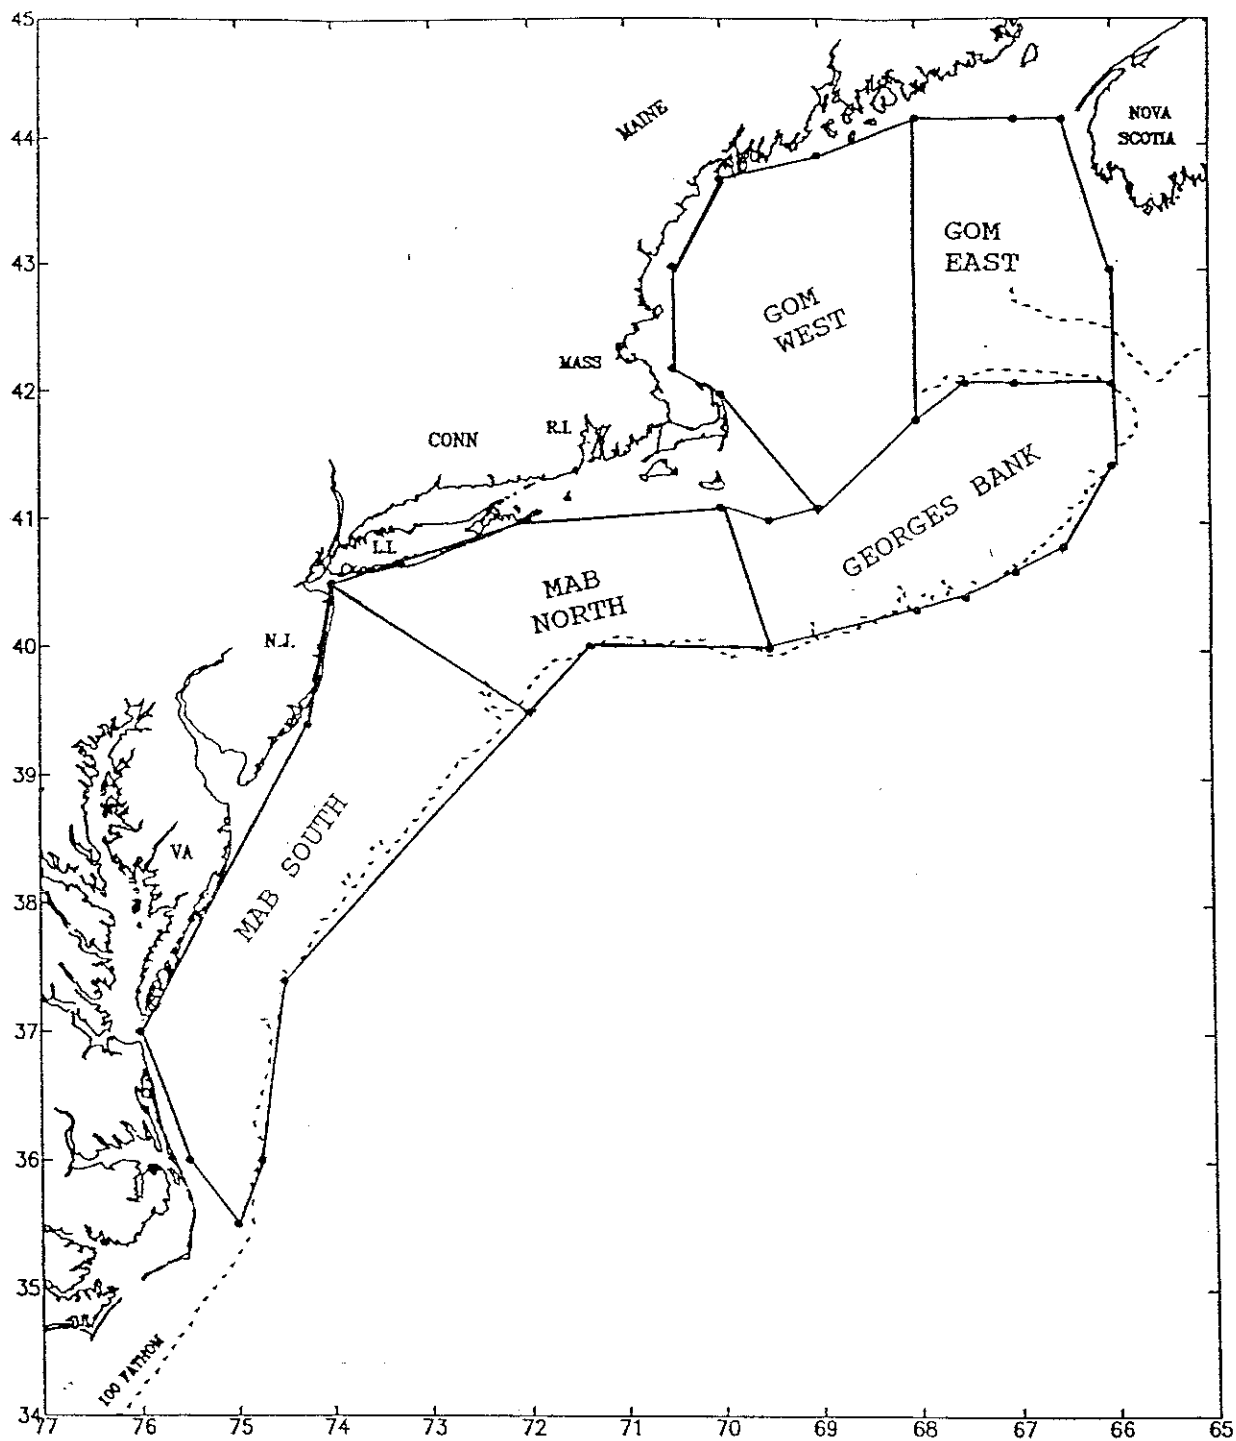 45
44
43
42
41
40
39
38
37
36
35
34
MAINE
NOVA
SCOTIA
GOM
EAST
GOM
WEST
MASS
R.I.
CONN
GEORGES BANK
L.I.
MAB
NORTH
N.J.
MAB SOUTH
VA
100 FATHOM
77 76 75 74 73 72 71 70 69 68 67 66 65